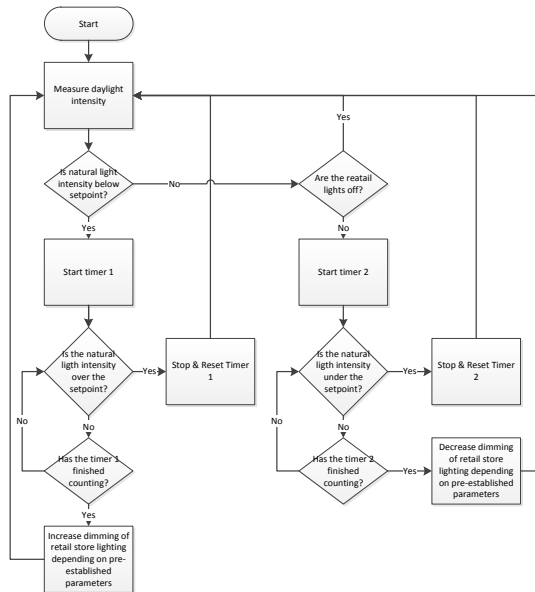 Start
Measure daylight
intensity
Is natural light
intensity below
setpoint?
No
Yes
Are the reatail
lights off?
Yes
No
Start timer 1
Start timer 2
Is the natural
ligth intensity
over the
setpoint?
Yes
Stop & Reset Timer
1
No
No
Has the timer 1
finished
counting?
Yes
Increase dimming of
retail store lighting
depending on pre-
established
parameters
Is the natural
ligth intensity
under the
setpoint?
Yes
Stop & Reset Timer
2
No
No
Has the timer 2
finished
counting?
Yes
Decrease dimming
of retail store
lighting depending
on pre-established
parameters